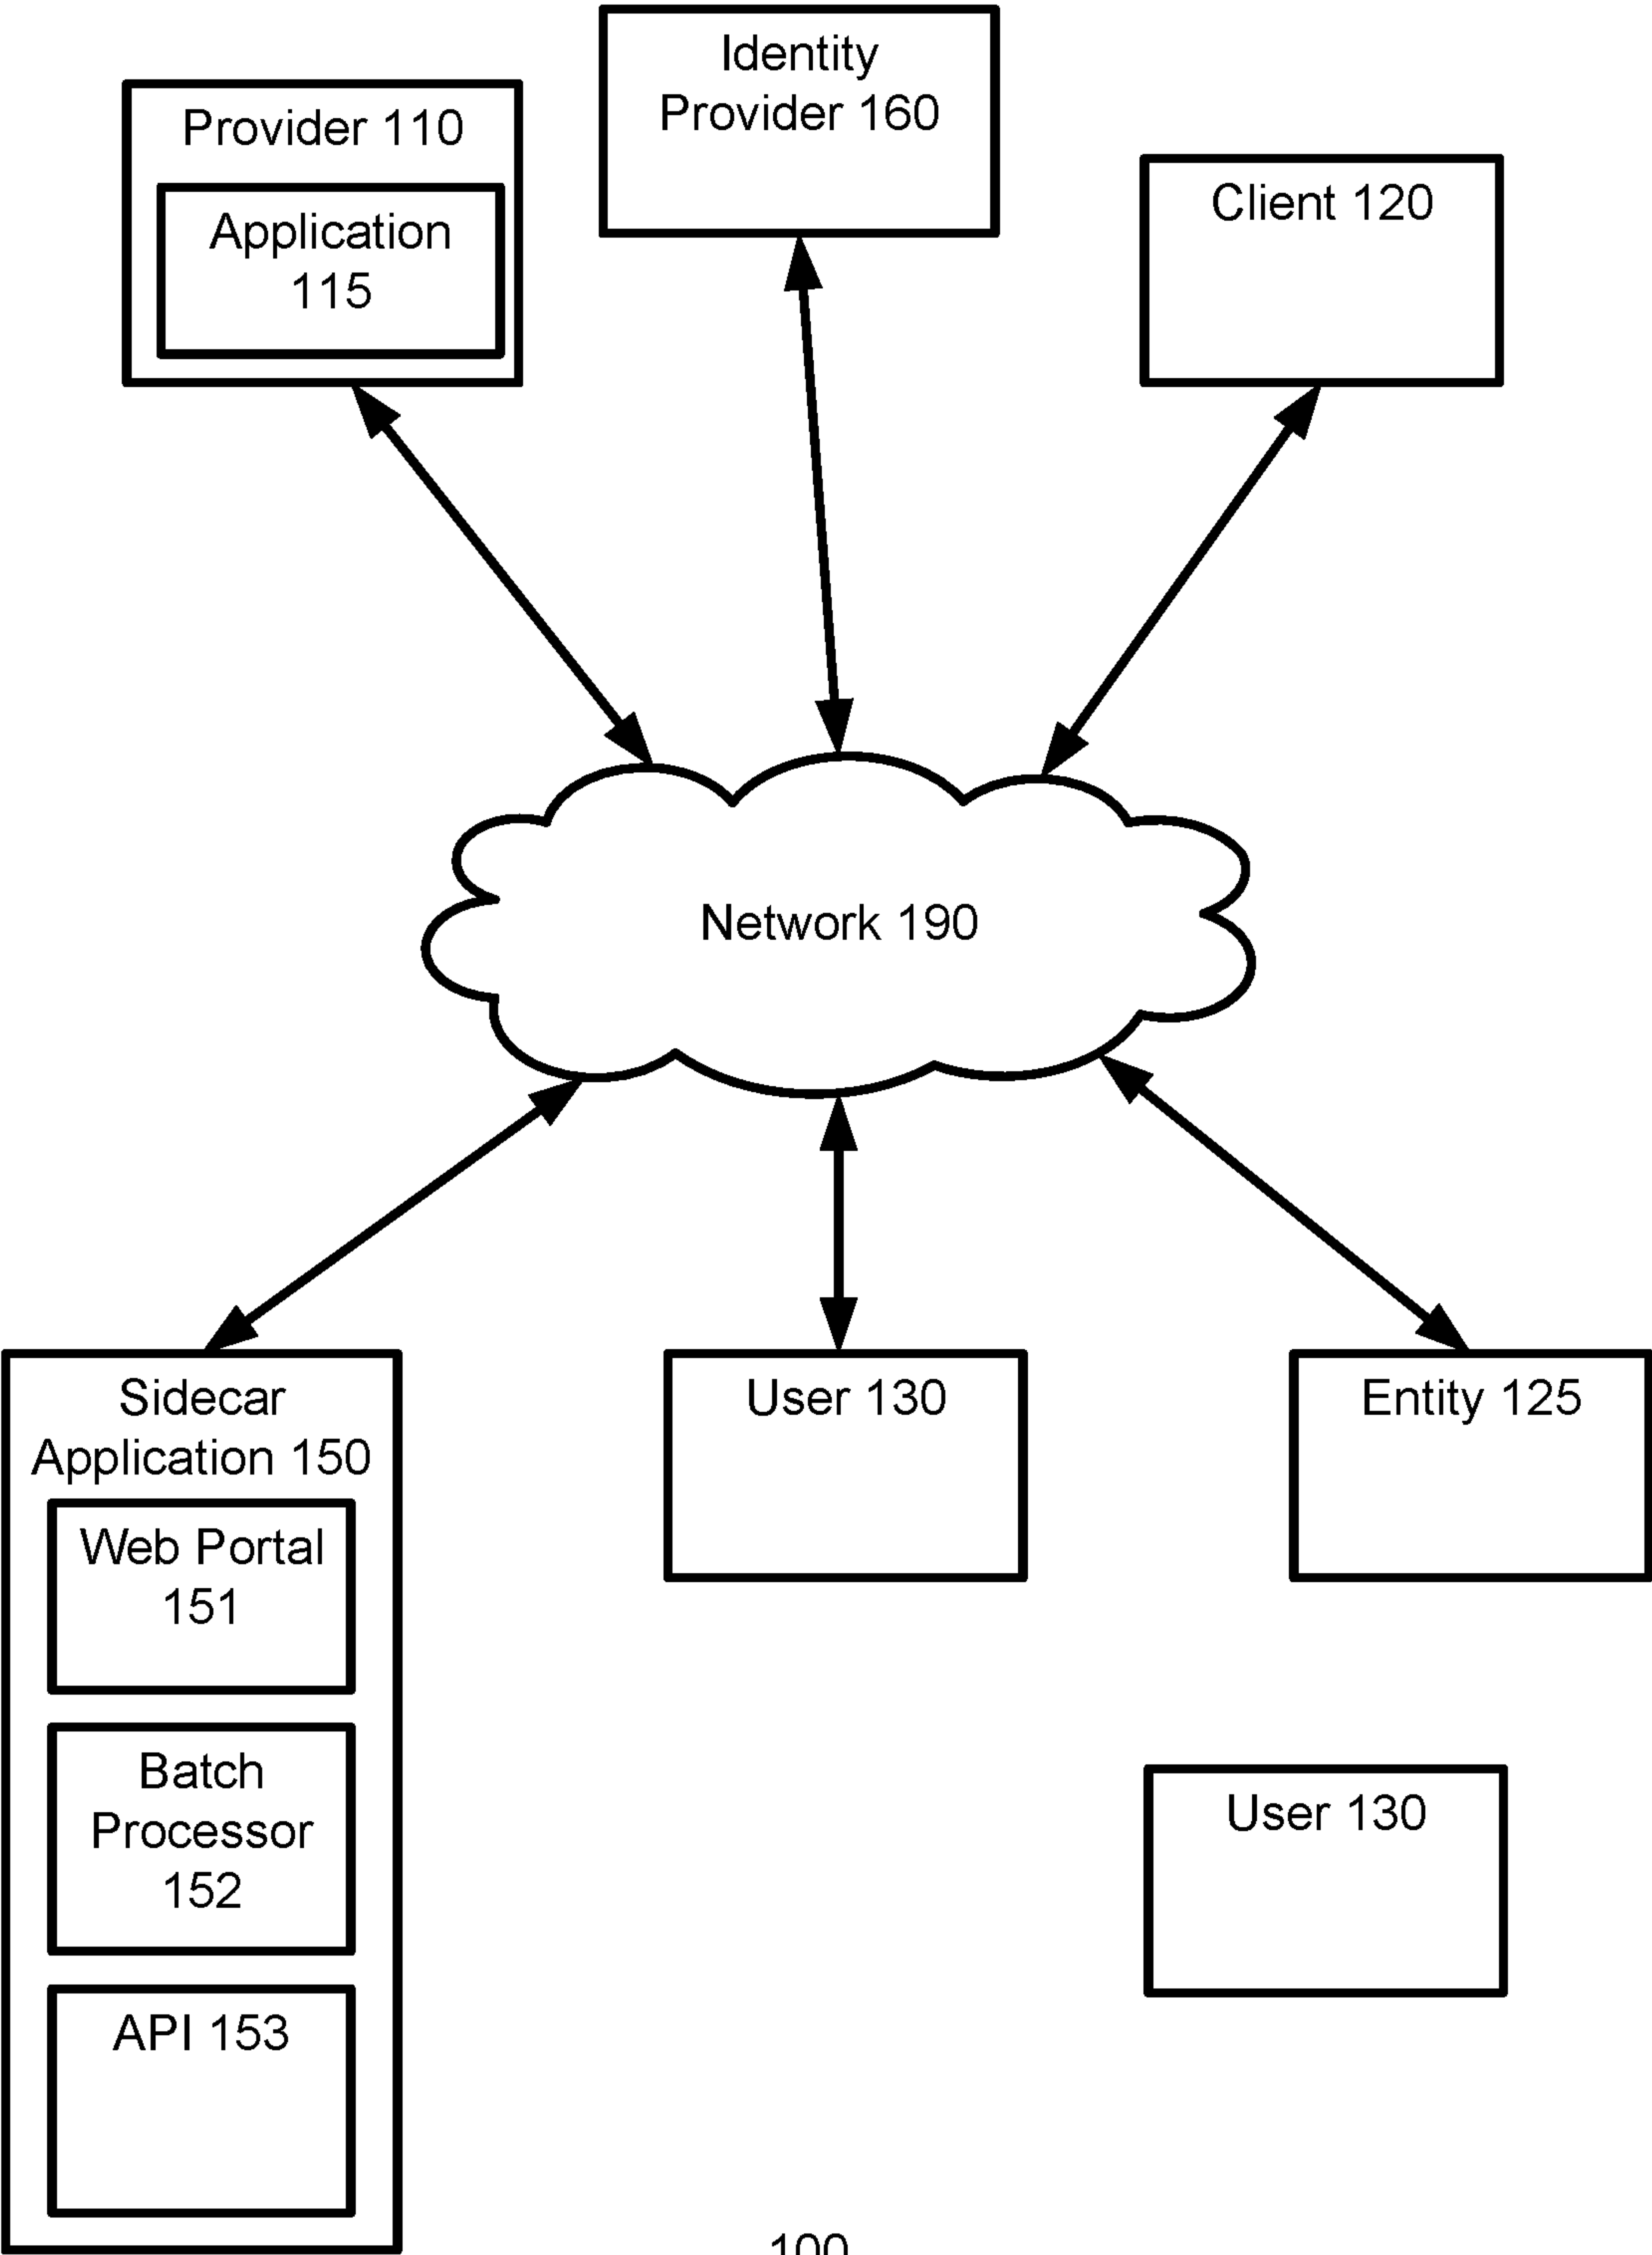 Identity
Provider 160
Provider 110
Application
115
Client 120
Network 190
Sidecar
Application 150
Web Portal
151
Batch
Processor
152
API 153
User 130
Entity 125
User 130
100